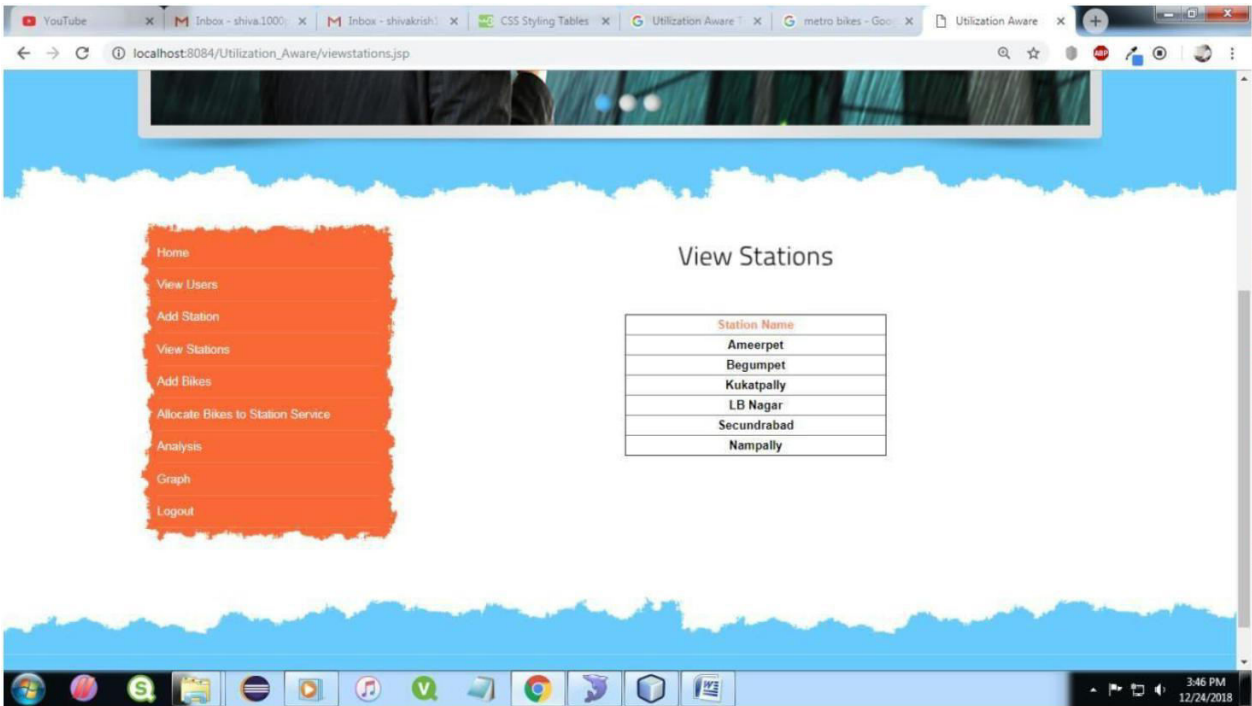 YouTube
Inbox - shiva.1000
Inbox - shivakrish1
CSS Styling Tables
Utilization Aware
metro bikes - Goo
Utilization Aware
localhost:8084/Utilization_Aware/viewstations.jsp
ABP
Home
View Users
Add Station
View Stations
Add Bikes
Allocate Bikes to Station Service
Analysis
Graph
Logout
View Stations
Station Name
Ameerpet
Begumpet
Kukatpally
LB Nagar
Secundrabad
Nampally
3:46 PM
12/24/2018